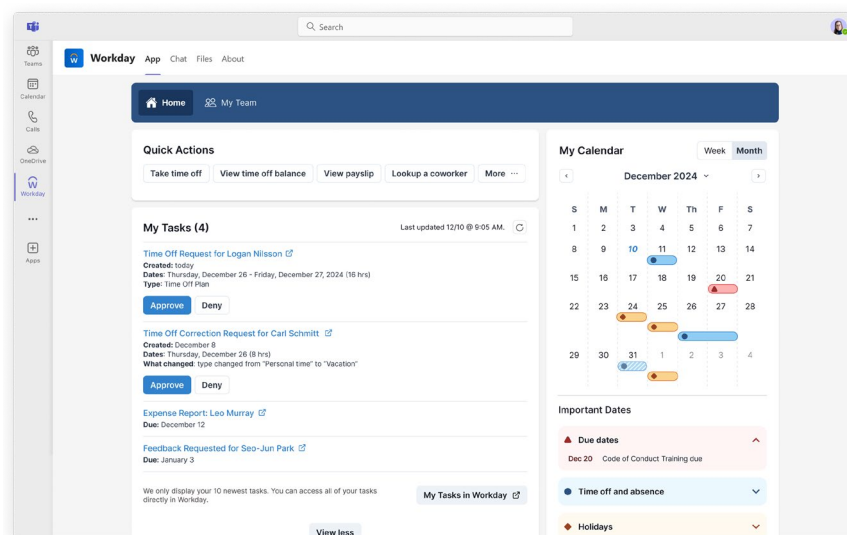 Search
Teams
Calendar
Calls
OneDrive
Workday
Apps
Workday App Chat Files About
Home My Team
Quick Actions
Take time off View time off balance View payslip Lookup a coworker More ...
My Tasks (4) Last updated 12/10 @ 9:05 AM.
Time Off Request for Logan Nilsson
Created: today
Dates: Thursday, December 26 - Friday, December 27, 2024 (16 hrs)
Type: Time Off Plan
Approve Deny
Time Off Correction Request for Carl Schmitt
Created: December 8
Dates: Thursday, December 26 (8 hrs)
What changed: type changed from "Personal time" to "Vacation"
Approve Deny
Expense Report: Leo Murray
Due: December 12
Feedback Requested for Seo-Jun Park
Due: January 3
We only display your 10 newest tasks. You can access all of your tasks
directly in Workday.
My Tasks in Workday
View less
My Calendar Week Month
December 2024
S M T W Th F S
1 2 3 4 5 6 7
8 9 10 11 12 13 14
15 16 17 18 19 20 21
22 23 24 25 26 27 28
29 30 31 1 2 3 4
Important Dates
Due dates
Dec 20 Code of Conduct Training due
Time off and absence
Holidays